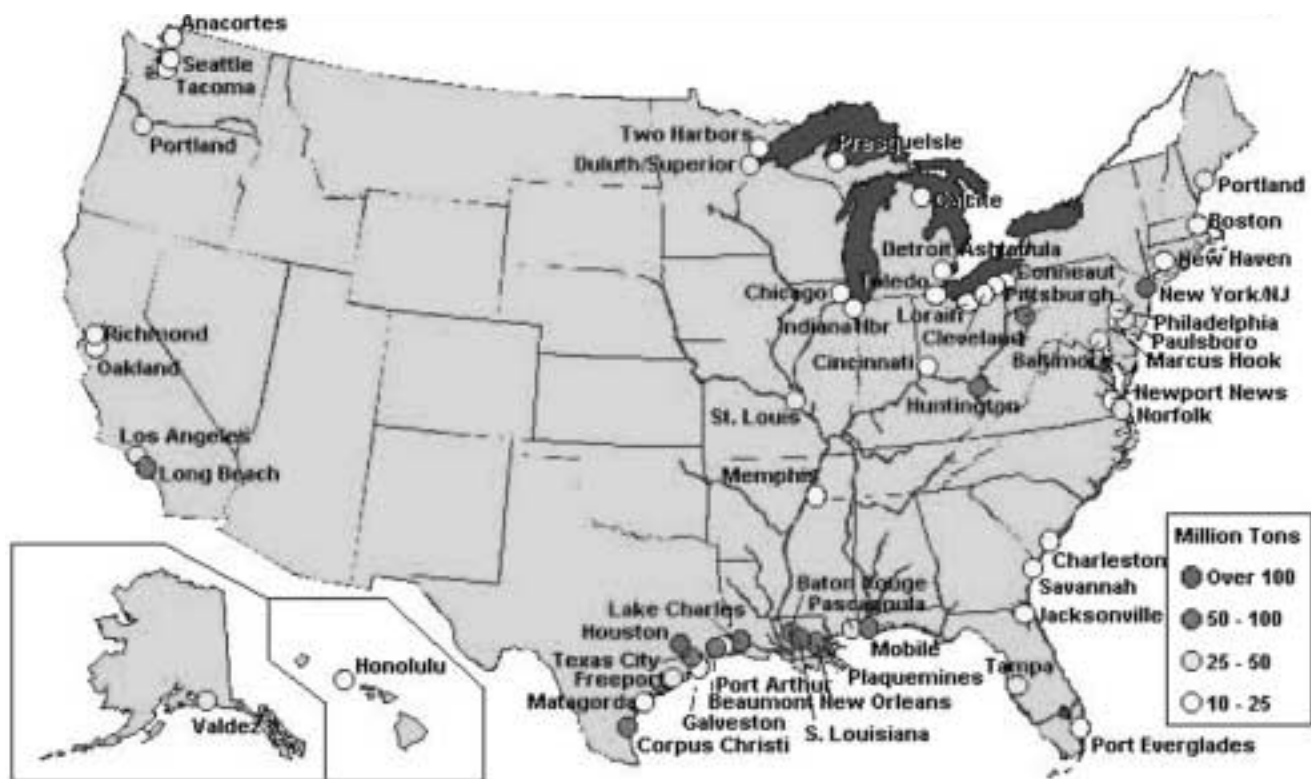 Anacortes
Seattle
Tacoma
Portland
Two Harbors
PresqueIsle
Duluth/Superior
Calcite
Portland
Boston
Detroit
Ashtabula
New Haven
Toledo
Conneaut
Chicago
Pittsburgh
New York/NJ
Indiana Hbr
Lorain
Cleveland
Philadelphia
Paulsboro
Richmond
Oakland
Cincinnati
Baltimore
Marcus Hook
Huntington
Newport News
St. Louis
Norfolk
Los Angeles
Long Beach
Memphis
Million Tons
Over 100
50 - 100
25 - 50
10 - 25
Charleston
Savannah
Baton Rouge
Pascagoula
Jacksonville
Lake Charles
Houston
Mobile
Honolulu
Texas City
Tampa
Freeport
Port Arthur
Plaquemines
Matagorda
Beaumont
New Orleans
Valdez
Galveston
S. Louisiana
Corpus Christi
Port Everglades